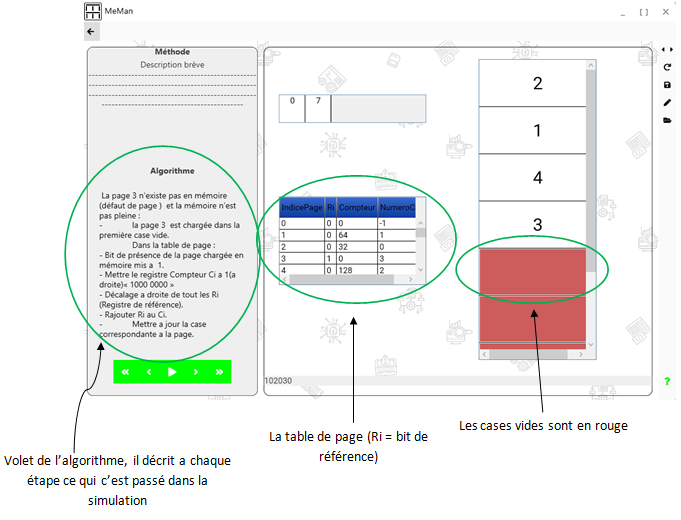 MeMan
Méthode
Description brève
Algorithme
La page 3 n'existe pas en mémoire
(défaut de page ) et la mémoire n'est
pas pleine :
- la page 3 est chargée dans la
première case vide.
Dans la table de page :
- Bit de présence de la page chargée en
mémoire mis a 1.
- Mettre le registre Compteur Ci a 1(a
droite)« 1000 0000 »
- Décalage a droite de tout les Ri
(Registre de référence).
- Rajouter Ri au Ci.
- Mettre a jour la case
correspondante a la page.
0 7
IndicePage Ri Compteur NumeroC
0 0 0 -1
1 0 64 1
2 0 32 0
3 1 0 3
4 0 128 2
2
1
4
3
102030
?
Volet de l'algorithme, il décrit a chaque
étape ce qui c'est passé dans la
simulation
La table de page (Ri = bit de
référence)
Les cases vides sont en rouge